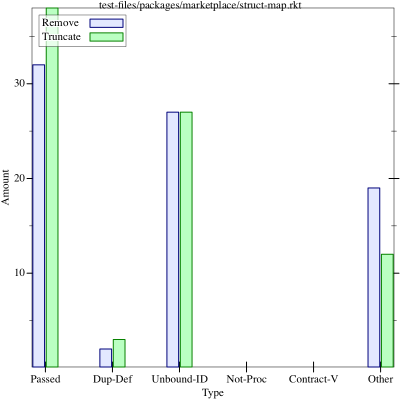 test-files/packages/marketplace/struct-map.rkt
Remove
Truncate
30
20
10
Amount
Passed Dup-Def Unbound-ID Not-Proc Contract-V Other
Type